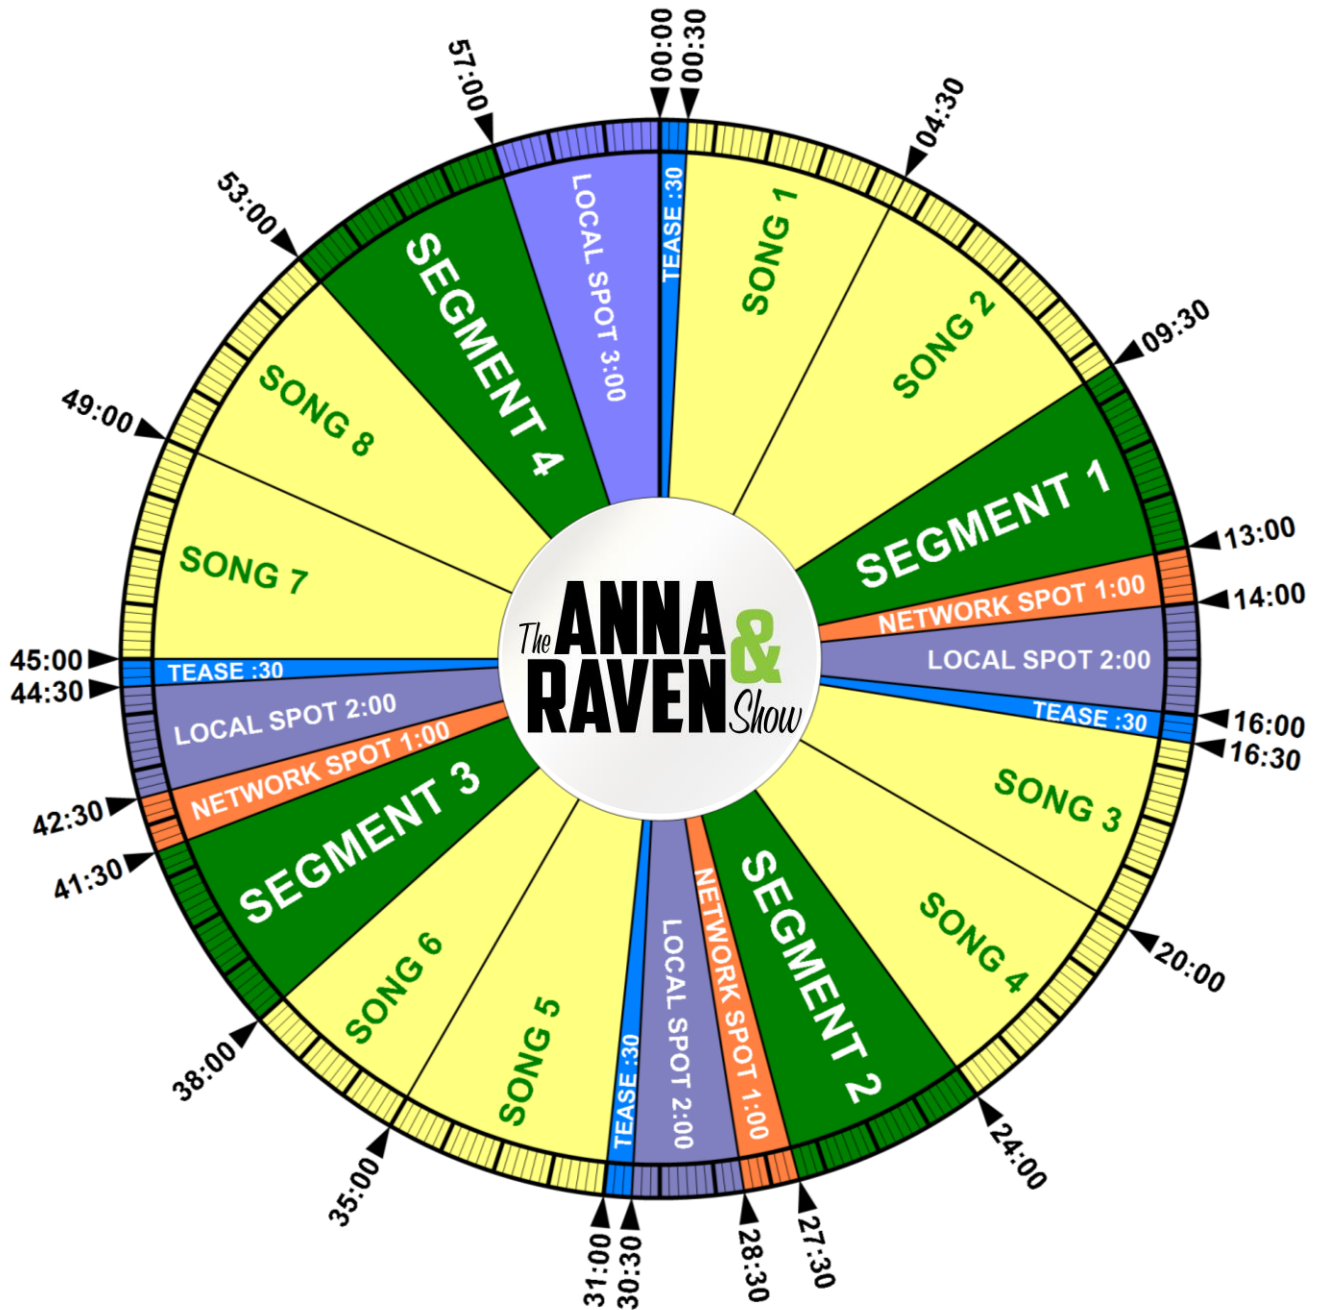 00:00
00:30
04:30
09:30
13:00
14:00
16:00
16:30
20:00
24:00
27:30
28:30
30:30
31:00
35:00
38:00
41:30
42:30
44:30
45:00
49:00
53:00
57:00
TEASE :30
SONG 1
SONG 2
SEGMENT 1
NETWORK SPOT 1:00
LOCAL SPOT 2:00
TEASE :30
SONG 3
SONG 4
SEGMENT 2
NETWORK SPOT 1:00
LOCAL SPOT 2:00
TEASE :30
SONG 5
SONG 6
SEGMENT 3
NETWORK SPOT 1:00
LOCAL SPOT 2:00
TEASE :30
SONG 7
SONG 8
SEGMENT 4
LOCAL SPOT 3:00
The ANNA &
RAVEN Show